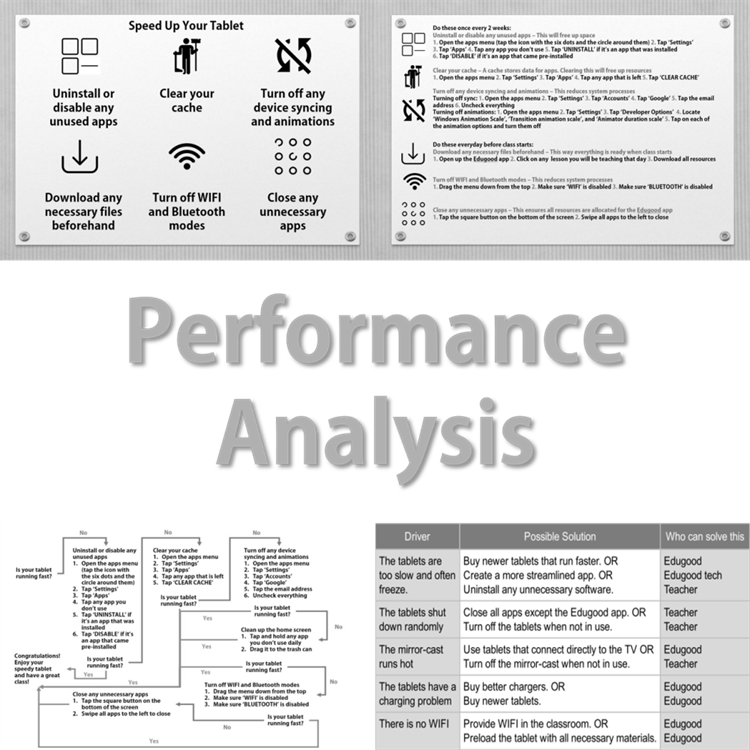 Speed Up Your Tablet
Uninstall or
disable any
unused apps
Clear your
cache
Turn off any
device syncing
and animations
Download any
necessary files
beforehand
Turn off WIFI
and Bluetooth
modes
Close any
unnecessary
apps
Do these once every 2 weeks:
Uninstall or disable any unused apps – This will free up space
1. Open the apps menu (tap the icon with the six dots and the circle around them) 2. Tap 'Settings'
3. Tap 'Apps' 4. Tap any app you don't use 5. Tap 'UNINSTALL' if it's an app that was installed
6. Tap 'DISABLE' if it's an app that came pre-installed
Clear your cache – A cache stores data for apps. Clearing this will free up resources
1. Open the apps menu 2. Tap 'Settings' 3. Tap 'Apps' 4. Tap any app that is left 5. Tap 'CLEAR CACHE'
Turn off any device syncing and animations – This reduces system processes
Turning off sync: 1. Open the apps menu 2. Tap 'Settings' 3. Tap 'Accounts' 4. Tap 'Google' 5. Tap the email
address 6. Uncheck everything
Turning off animations: 1. Open the apps menu 2. Tap 'Settings' 3. Tap 'Developer Options' 4. Locate
'Windows Animation Scale', 'Transition animation scale', and 'Animator duration scale' 5. Tap on each of
the animation options and turn them off
Do these everyday before class starts:
Download any necessary files beforehand – This way everything is ready when class starts
1. Open up the Edugood app 2. Click on any lesson you will be teaching that day 3. Download all resources
Turn off WIFI and Bluetooth modes – This reduces system processes
1. Drag the menu down from the top 2. Make sure 'WIFI' is disabled 3. Make sure 'BLUETOOTH' is disabled
Close any unnecessary apps – This ensures all resources are allocated for the Edugood app
1. Tap the square button on the bottom of the screen 2. Swipe all apps to the left to close
Performance
Analysis
No
No
No
Is your tablet
running fast?
Uninstall or disable any
unused apps
1. Open the apps menu
(tap the icon with
the six dots and the
circle around them)
2. Tap 'Settings'
3. Tap 'Apps'
4. Tap any app you
don't use
5. Tap 'UNINSTALL' if
it's an app that was
installed
6. Tap 'DISABLE' if it's
an app that came
pre-installed
Clear your cache
1. Open the apps menu
2. Tap 'Settings'
3. Tap 'Apps'
4. Tap any app that is left
5. Tap 'CLEAR CACHE'
Is your tablet
running fast?
Turn off any device
syncing and animations
1. Open the apps menu
2. Tap 'Settings'
3. Tap 'Accounts'
4. Tap 'Google'
5. Tap the email address
6. Uncheck everything
Is your tablet
running fast?
Yes
No
Clean up the home screen
1. Tap and hold any app
you don't use daily
2. Drag it to the trash can
Yes
Is your tablet
running fast?
Congratulations!
Enjoy your
speedy tablet
and have a great
class!
Yes
Is your tablet
running fast?
Yes
No
Turn off WIFI and Bluetooth modes
1. Drag the menu down from the top
2. Make sure 'WIFI' is disabled
3. Make sure 'BLUETOOTH' is disabled
Close any unnecessary apps
1. Tap the square button on the
bottom of the screen
2. Swipe all apps to the left to close
Is your tablet
running fast?
No
Yes
Driver
Possible Solution
Who can solve this
The tablets are
too slow and often
freeze.
Buy newer tablets that run faster. OR
Create a more streamlined app. OR
Uninstall any unnecessary software.
Edugood
Edugood tech
Teacher
The tablets shut
down randomly
Close all apps except the Edugood app. OR
Turn off the tablets when not in use.
Teacher
Teacher
The mirror-cast
runs hot
Use tablets that connect directly to the TV OR
Turn off the mirror-cast when not in use.
Edugood
Teacher
The tablets have a
charging problem
Buy better chargers. OR
Buy newer tablets.
Edugood
Edugood
There is no WIFI
Provide WIFI in the classroom. OR
Preload the tablet with all necessary materials.
Edugood
Edugood